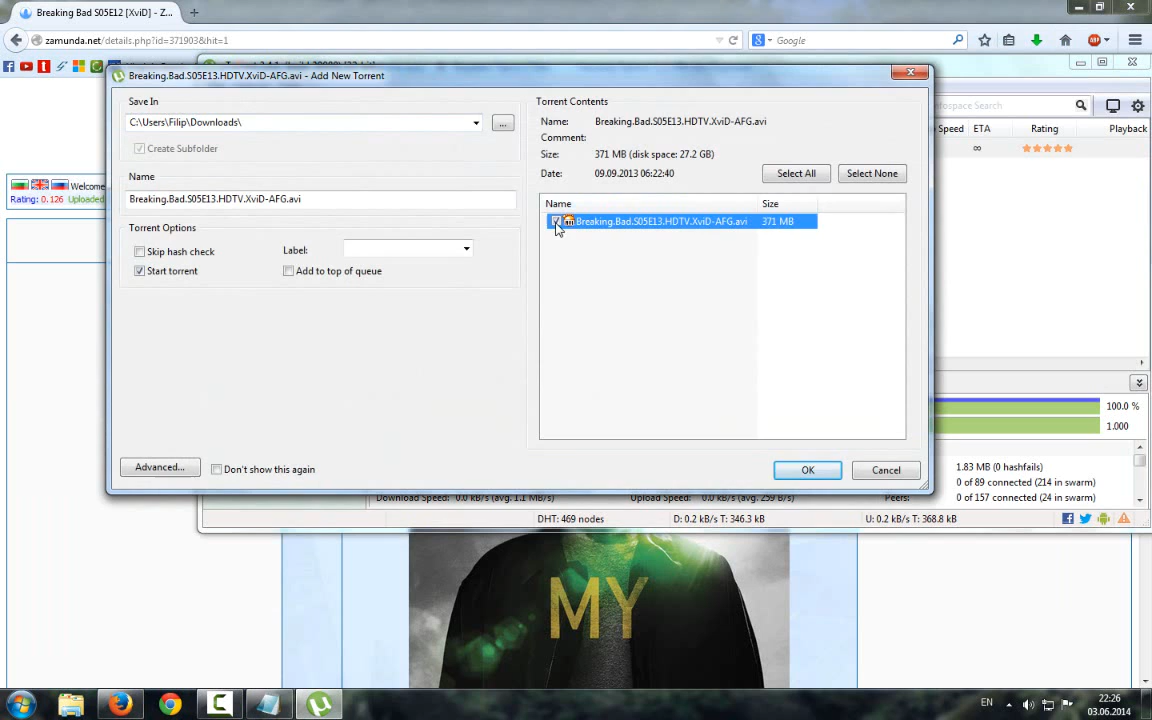 Breaking Bad S05E12 [XviD] - Z...
zamunda.net/details.php?id=371903&hit=1
Google
Breaking.Bad.S05E13.HDTV.XviD-AFG.avi - Add New Torrent
Save In
C:\Users\Filip\Downloads\
...
Create Subfolder
Name
Breaking.Bad.S05E13.HDTV.XviD-AFG.avi
Torrent Options
Skip hash check
Label:
Start torrent
Add to top of queue
Advanced...
Don't show this again
Torrent Contents
Name: Breaking.Bad.S05E13.HDTV.XviD-AFG.avi
Comment:
Size: 371 MB (disk space: 27.2 GB)
Date: 09.09.2013 06:22:40
Select All
Select None
Name Size
Breaking.Bad.S05E13.HDTV.XviD-AFG.avi 371 MB
OK
Cancel
Search
Speed ETA Rating Playback
∞
Welcome
Rating: 0.126 Uploaded
100.0 %
1.000
1.83 MB (0 hashfails)
0 of 89 connected (214 in swarm)
Download Speed: 0.0 kB/s (avg. 1.1 MB/s) Upload Speed: 0.0 kB/s (avg. 259 B/s) Peers: 0 of 157 connected (24 in swarm)
DHT: 469 nodes D: 0.2 kB/s T: 346.3 kB U: 0.2 kB/s T: 368.8 kB
MY
EN
22:26
03.06.2014